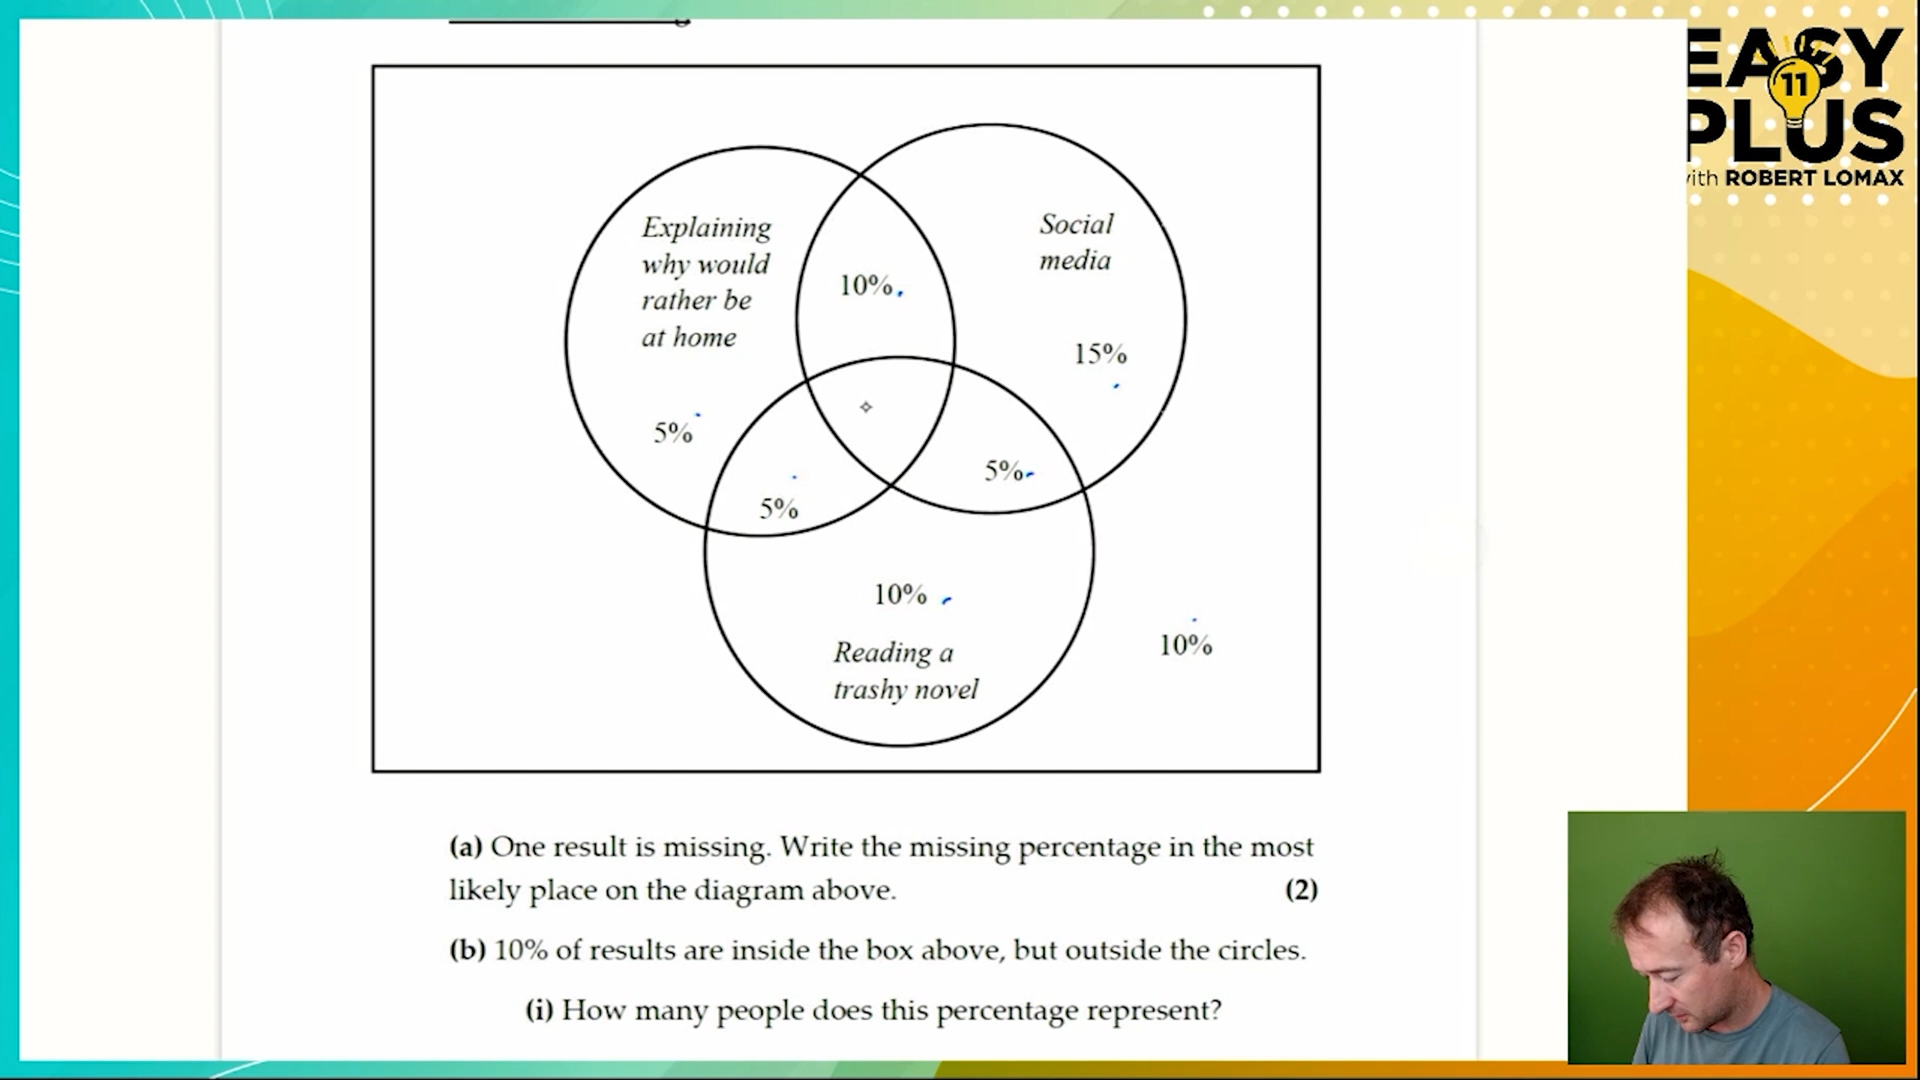 EASY
11
PLUS
with ROBERT LOMAX
Explaining
why would
rather be
at home
Social
media
10%
15%
5%
5%
5%
10%
Reading a
trashy novel
10%
(a) One result is missing. Write the missing percentage in the most
likely place on the diagram above. (2)
(b) 10% of results are inside the box above, but outside the circles.
(i) How many people does this percentage represent?